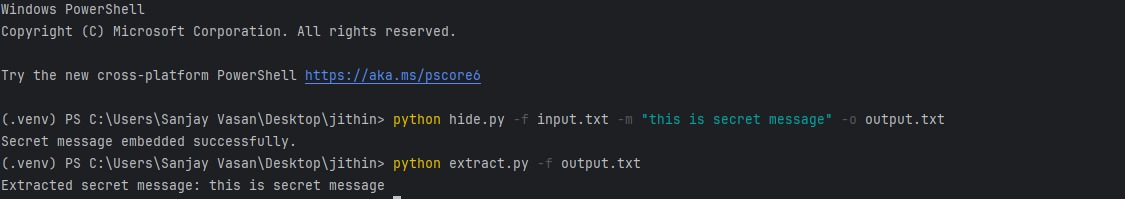 Windows PowerShell
Copyright (C) Microsoft Corporation. All rights reserved.
Try the new cross-platform PowerShell https://aka.ms/pscore6
(.venv) PS C:\Users\Sanjay Vasan\Desktop\jithin> python hide.py -f input.txt -m "this is secret message" -o output.txt
Secret message embedded successfully.
(.venv) PS C:\Users\Sanjay Vasan\Desktop\jithin> python extract.py -f output.txt
Extracted secret message: this is secret message